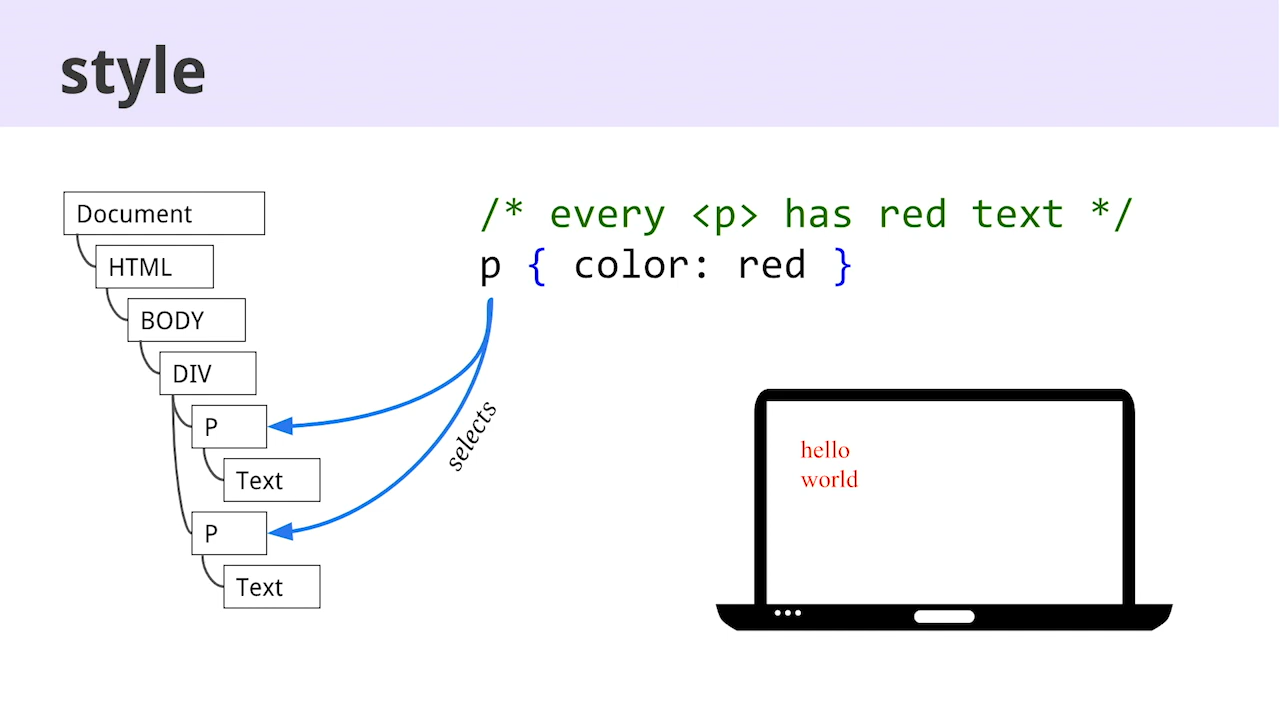 style
Document
HTML
BODY
DIV
P
Text
P
Text
/* every <p> has red text */
p { color: red }
selects
hello
world